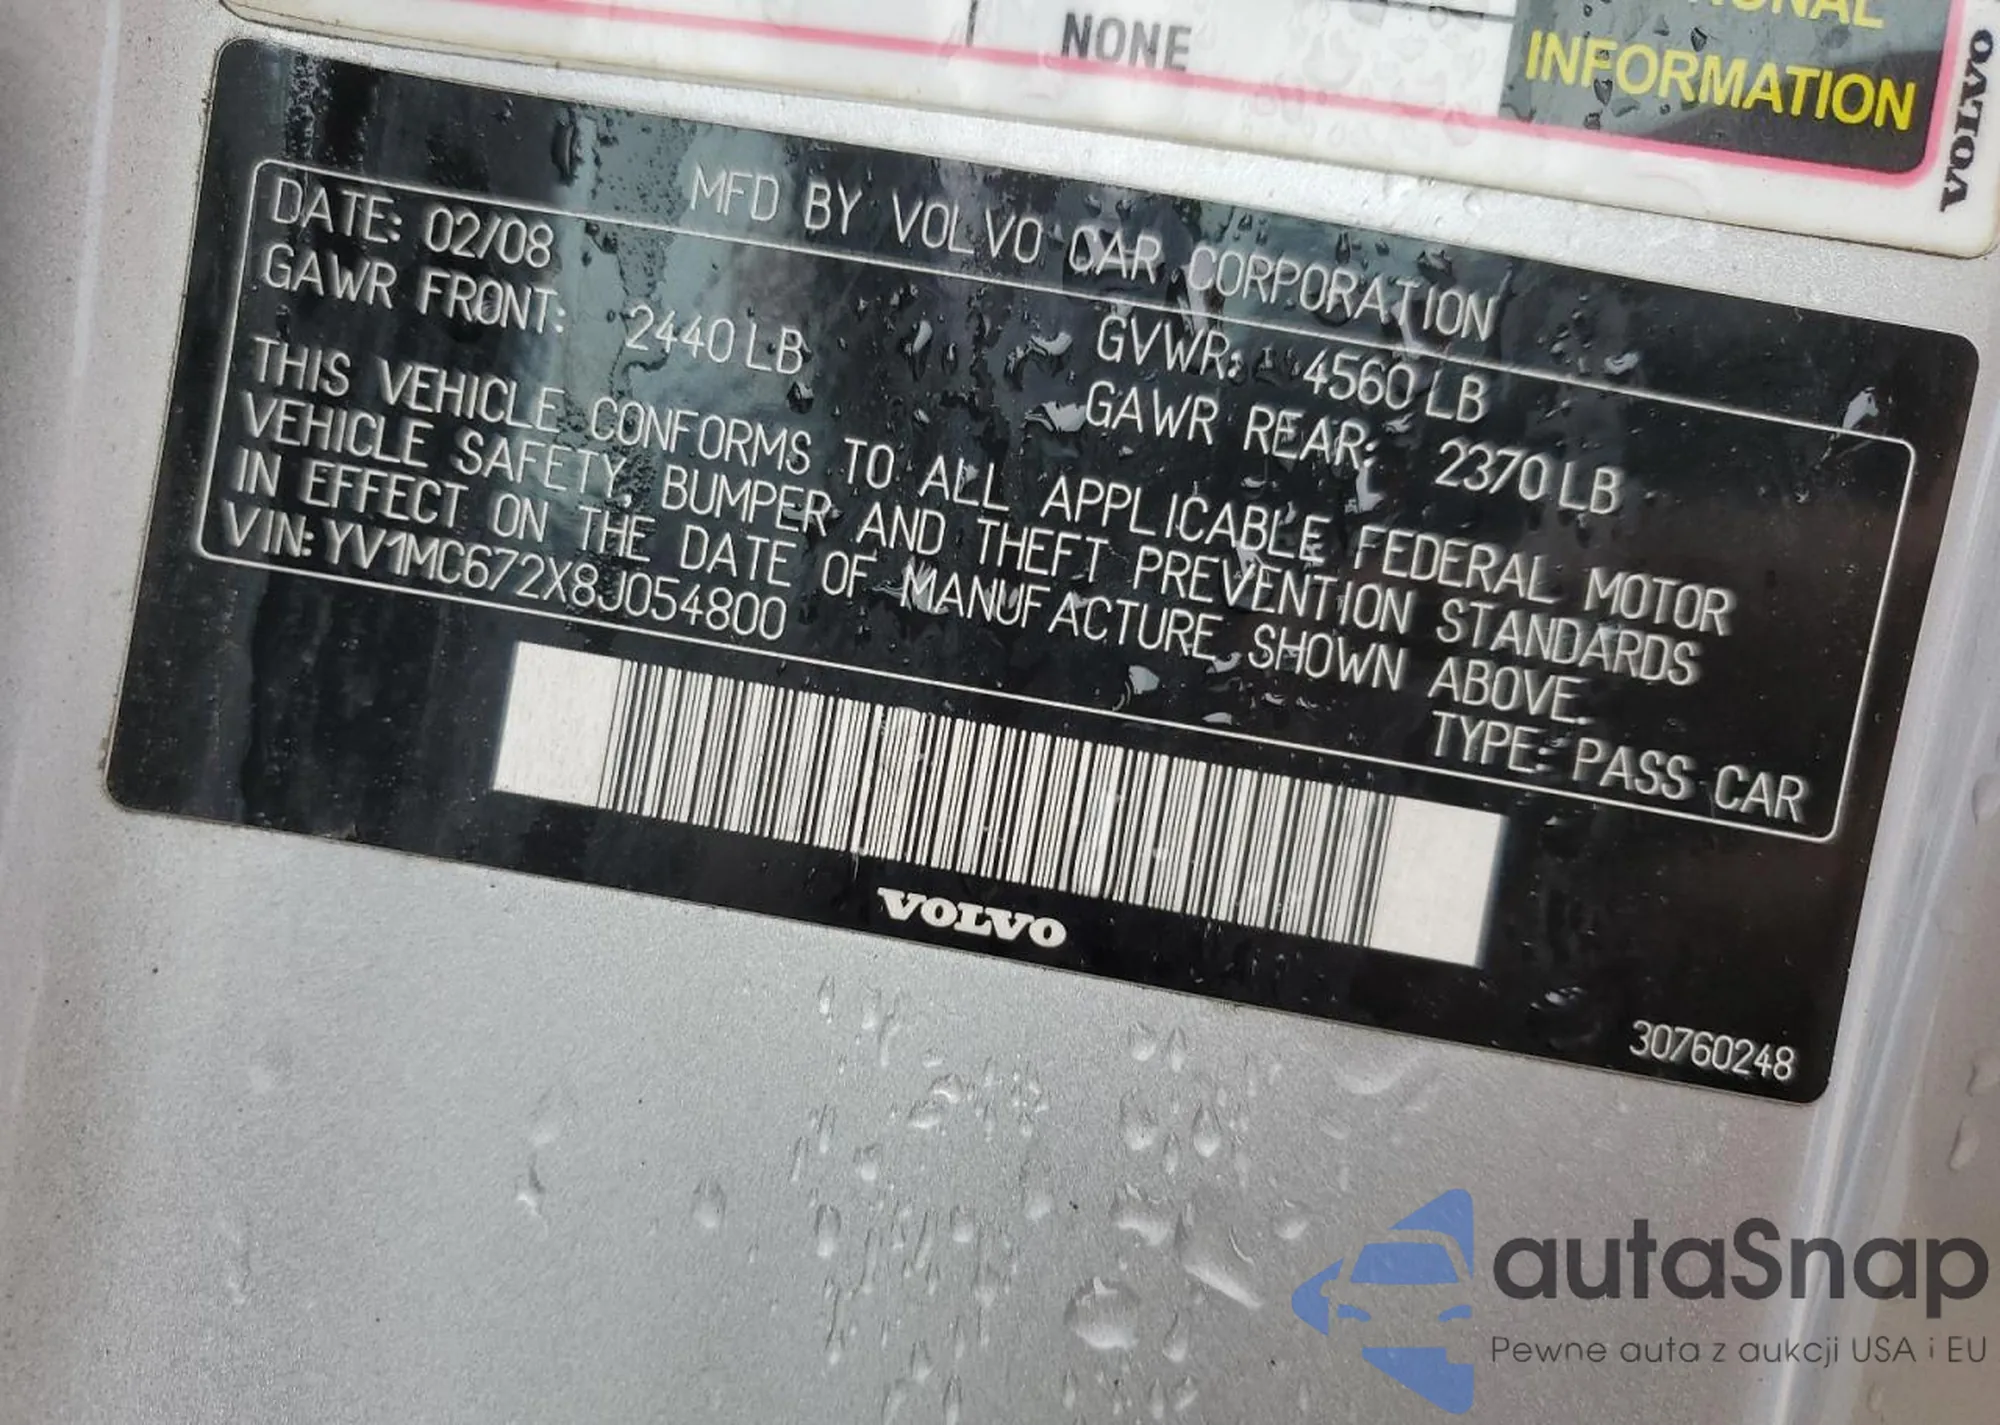 NONE
ONAL
INFORMATION
VOLVO
MFD BY VOLVO CAR CORPORATION
DATE: 02/08
GVWR: 4560 LB
GAWR FRONT: 2440 LB
GAWR REAR: 2370 LB
THIS VEHICLE CONFORMS TO ALL APPLICABLE FEDERAL MOTOR
VEHICLE SAFETY, BUMPER AND THEFT PREVENTION STANDARDS
IN EFFECT ON THE DATE OF MANUFACTURE SHOWN ABOVE.
VIN: YV1MC672X8J054800
TYPE: PASS CAR
VOLVO
30760248
autaSnap
Pewne auta z aukcji USA i EU